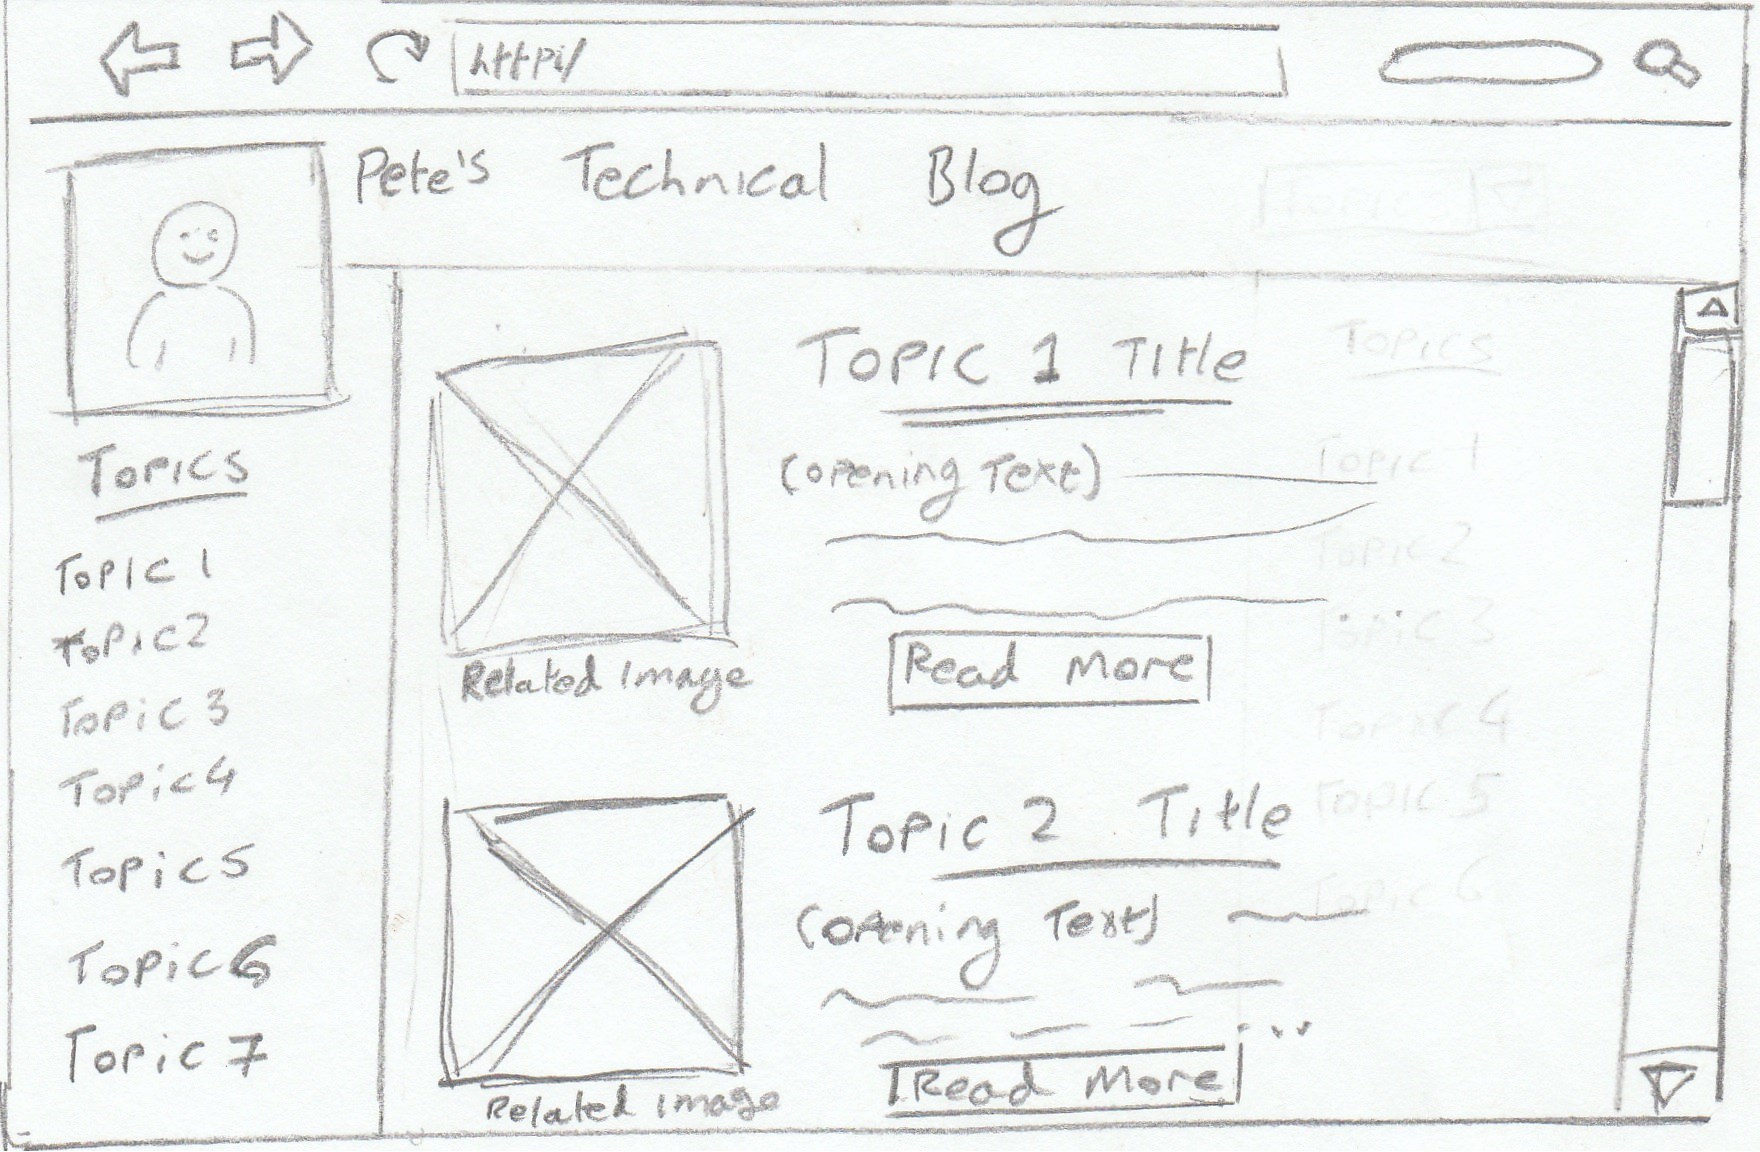 http:/
Pete's Technical Blog
Topics
Topic 1
Topic 2
Topic 3
Topic 4
Topic 5
Topic 6
Topic 7
Topic 1 Title
(opening Text)
Read More
Related Image
Topic 2 Title
(opening Text)
...
Read More
Related image
Topics
Topics
Topic 1
Topic 2
Topic 3
Topic 4
Topic 5
Topic 6